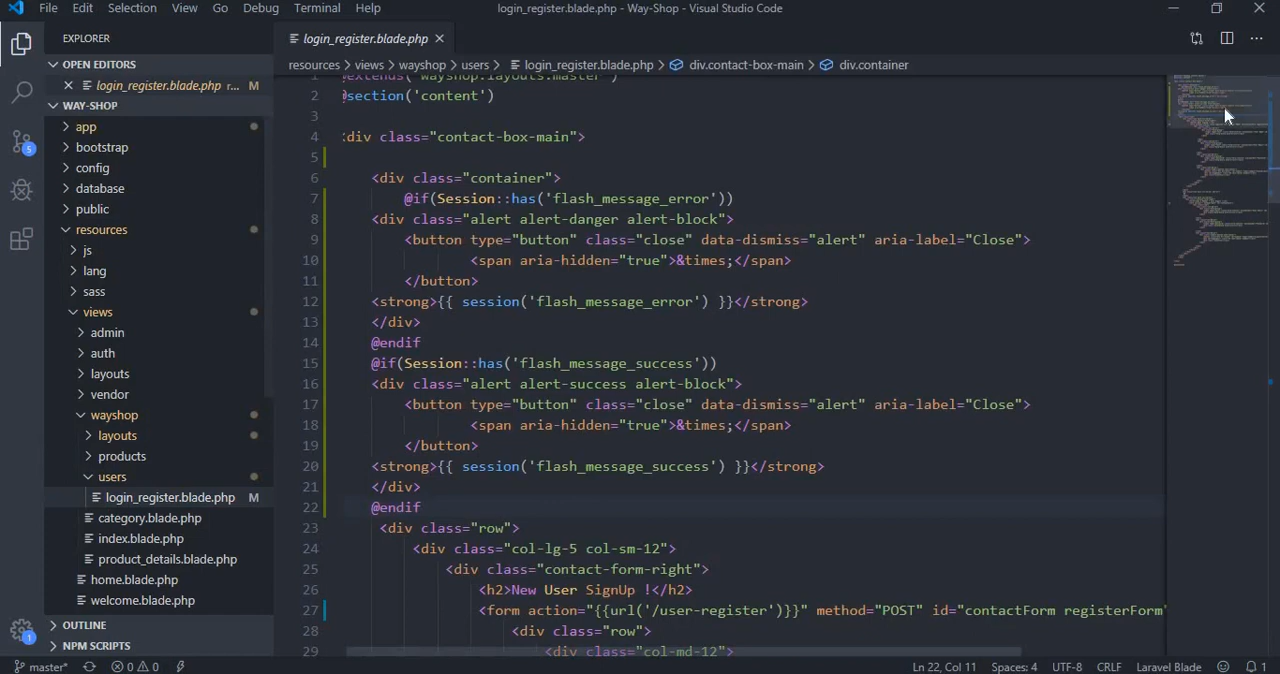 File Edit Selection View Go Debug Terminal Help login_register.blade.php - Way-Shop - Visual Studio Code
EXPLORER
login_register.blade.php
OPEN EDITORS
login_register.blade.php r... M
resources > views > wayshop > users > login_register.blade.php > div.contact-box-main > div.container
WAY-SHOP
app
bootstrap
config
database
public
resources
js
lang
sass
views
admin
auth
layouts
vendor
wayshop
layouts
products
users
login_register.blade.php M
category.blade.php
index.blade.php
product_details.blade.php
home.blade.php
welcome.blade.php
OUTLINE
NPM SCRIPTS
1 @extends('wayshop.layouts.master')
2 @section('content')
3
4 <div class="contact-box-main">
5
6 <div class="container">
7 @if(Session::has('flash_message_error'))
8 <div class="alert alert-danger alert-block">
9 <button type="button" class="close" data-dismiss="alert" aria-label="Close">
10 <span aria-hidden="true">&times;</span>
11 </button>
12 <strong>{{ session('flash_message_error') }}</strong>
13 </div>
14 @endif
15 @if(Session::has('flash_message_success'))
16 <div class="alert alert-success alert-block">
17 <button type="button" class="close" data-dismiss="alert" aria-label="Close">
18 <span aria-hidden="true">&times;</span>
19 </button>
20 <strong>{{ session('flash_message_success') }}</strong>
21 </div>
22 @endif
23 <div class="row">
24 <div class="col-lg-5 col-sm-12">
25 <div class="contact-form-right">
26 <h2>New User SignUp !</h2>
27 <form action="{{url('/user-register')}}" method="POST" id="contactForm registerForm"
28 <div class="row">
29 <div class="col-md-12">
5
1
master* 0 0 Ln 22, Col 11 Spaces: 4 UTF-8 CRLF Laravel Blade 1